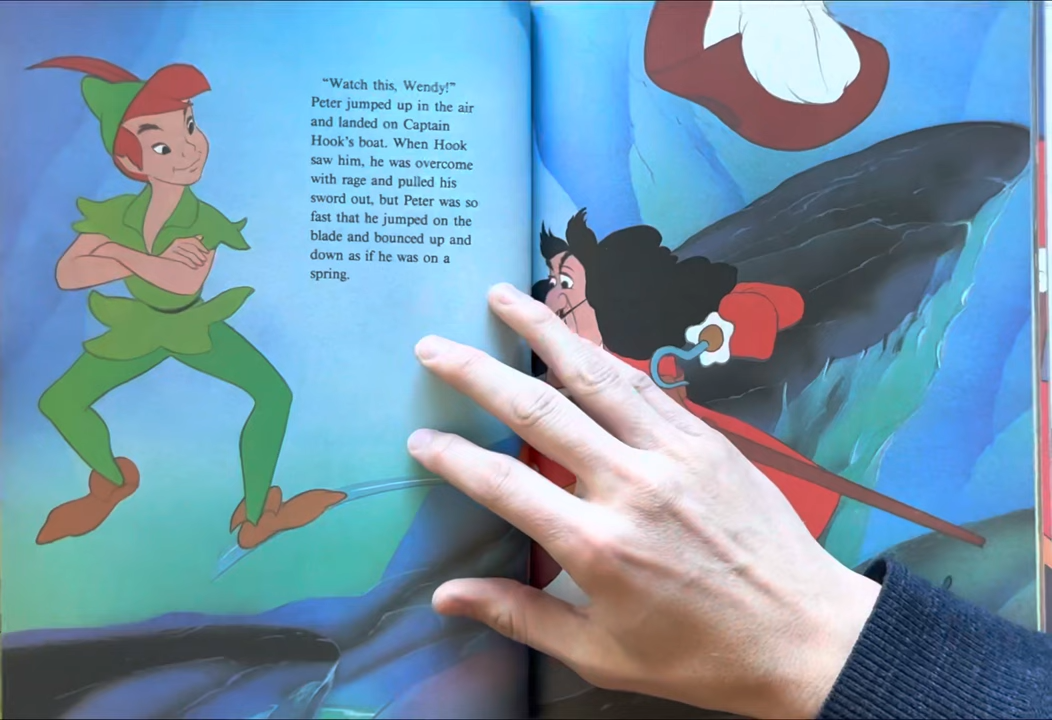 "Watch this, Wendy!"
Peter jumped up in the air
and landed on Captain
Hook's boat. When Hook
saw him, he was overcome
with rage and pulled his
sword out, but Peter was so
fast that he jumped on the
blade and bounced up and
down as if he was on a
spring.